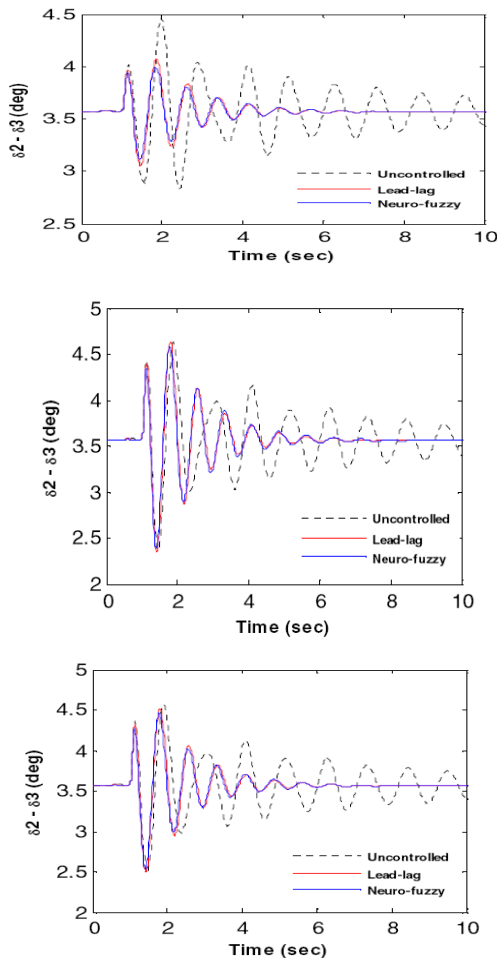 4.5
4
3.5
3
2.5
δ2 - δ3 (deg)
Uncontrolled
Lead-lag
Neuro-fuzzy
0 2 4 6 8 10
Time (sec)
5
4.5
4
3.5
3
2.5
2
δ2 - δ3 (deg)
Uncontrolled
Lead-lag
Neuro-fuzzy
0 2 4 6 8 10
Time (sec)
5
4.5
4
3.5
3
2.5
2
δ2 - δ3 (deg)
Uncontrolled
Lead-lag
Neuro-fuzzy
0 2 4 6 8 10
Time (sec)